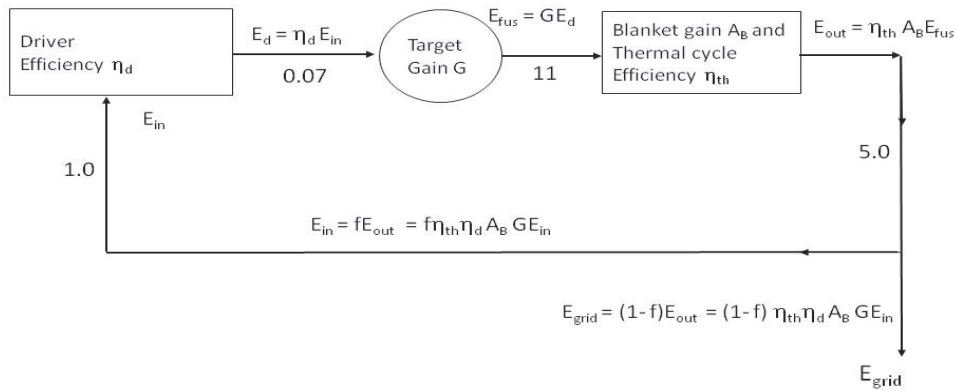 Driver
Efficiency η_d
E_d = η_d E_in
0.07
Target
Gain G
E_fus = GE_d
11
Blanket gain A_B and
Thermal cycle
Efficiency η_th
E_out = η_th A_B E_fus
E_in
1.0
5.0
E_in = fE_out = fη_th η_d A_B GE_in
E_grid = (1-f)E_out = (1-f) η_th η_d A_B GE_in
E_grid